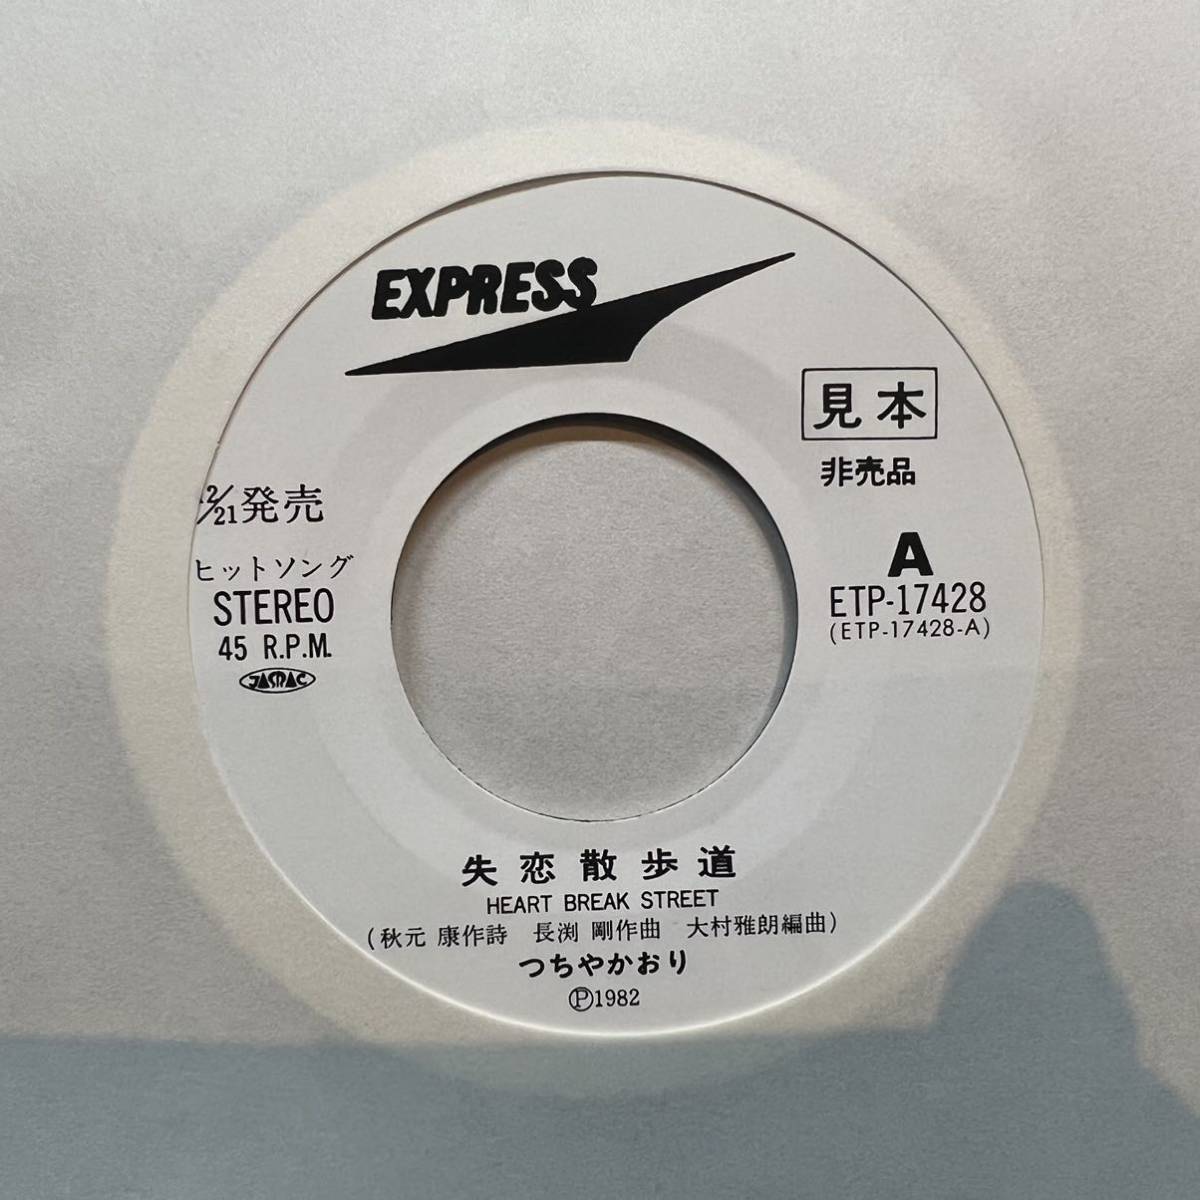 EXPRESS
見本
非売品
12/21発売
ヒットソング
STEREO
45 R.P.M.
JASRAC
A
ETP-17428
(ETP-17428-A)
失恋散歩道
HEART BREAK STREET
(秋元 康作詩 長渕 剛作曲 大村雅朗編曲)
つちやかおり
Ⓟ1982